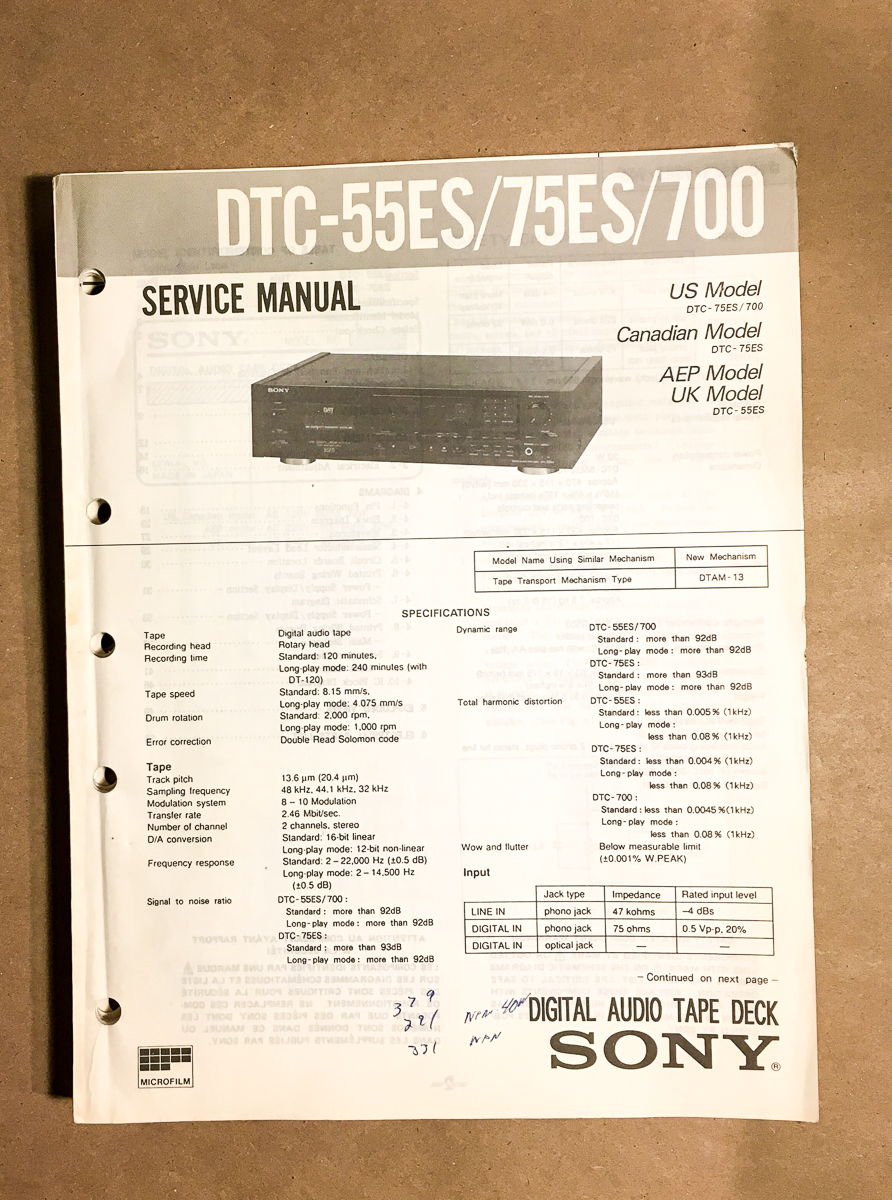 DTC-55ES/75ES/700
SERVICE MANUAL
US Model
DTC-75ES/700
Canadian Model
DTC-75ES
AEP Model
UK Model
DTC-55ES
SONY
DAT
Model Name Using Similar Mechanism New Mechanism
Tape Transport Mechanism Type DTAM-13
SPECIFICATIONS
Tape Digital audio tape
Recording head Rotary head
Recording time Standard: 120 minutes,
Long-play mode: 240 minutes (with
DT-120)
Tape speed Standard: 8.15 mm/s,
Long-play mode: 4.075 mm/s
Drum rotation Standard: 2,000 rpm,
Long-play mode: 1,000 rpm
Error correction Double Read Solomon code
Tape
Track pitch 13.6 μm (20.4 μm)
Sampling frequency 48 kHz, 44.1 kHz, 32 kHz
Modulation system 8-10 Modulation
Transfer rate 2.46 Mbit/sec.
Number of channel 2 channels, stereo
D/A conversion Standard: 16-bit linear
Long-play mode: 12-bit non-linear
Frequency response Standard: 2-22,000 Hz (±0.5 dB)
Long-play mode: 2-14,500 Hz
(±0.5 dB)
Signal to noise ratio DTC-55ES/700:
Standard: more than 92dB
Long-play mode: more than 92dB
DTC-75ES:
Standard: more than 93dB
Long-play mode: more than 92dB
Dynamic range DTC-55ES/700
Standard: more than 92dB
Long-play mode: more than 92dB
DTC-75ES:
Standard: more than 93dB
Long-play mode: more than 92dB
Total harmonic distortion DTC-55ES:
Standard: less than 0.005% (1kHz)
Long-play mode:
less than 0.08% (1kHz)
DTC-75ES:
Standard: less than 0.004% (1kHz)
Long-play mode:
less than 0.08% (1kHz)
DTC-700:
Standard: less than 0.0045% (1kHz)
Long-play mode:
less than 0.08% (1kHz)
Wow and flutter Below measurable limit
(±0.001% W.PEAK)
Input
Jack type Impedance Rated input level
LINE IN phono jack 47 kohms -4 dBs
DIGITAL IN phono jack 75 ohms 0.5 Vp-p, 20%
DIGITAL IN optical jack — —
– Continued on next page –
379
221
331
NPN
DIGITAL AUDIO TAPE DECK
SONY®
MICROFILM